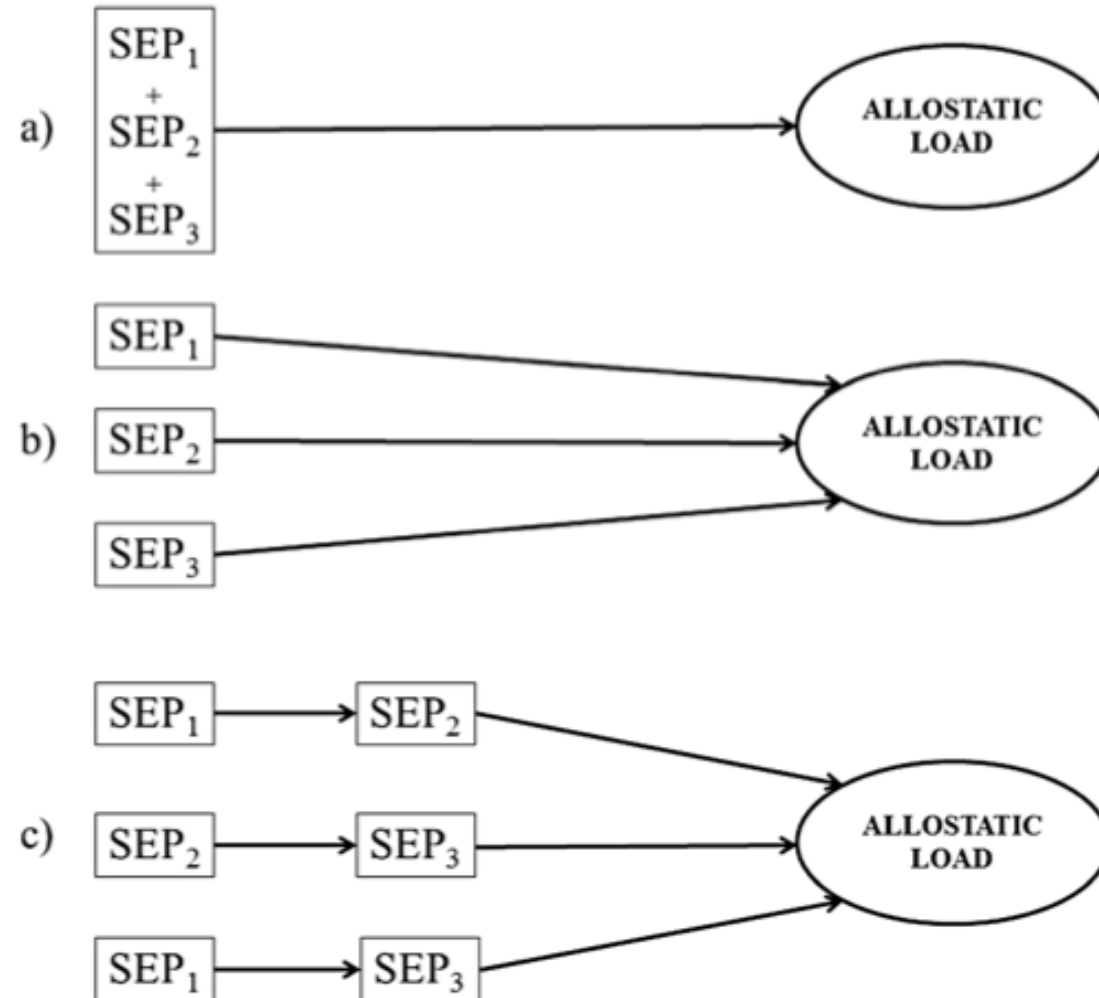 SEP₁
+
a) SEP₂
+
SEP₃
ALLOSTATIC
LOAD
SEP₁
b) SEP₂
SEP₃
ALLOSTATIC
LOAD
SEP₁ SEP₂
c) SEP₂ SEP₃
SEP₁ SEP₃
ALLOSTATIC
LOAD